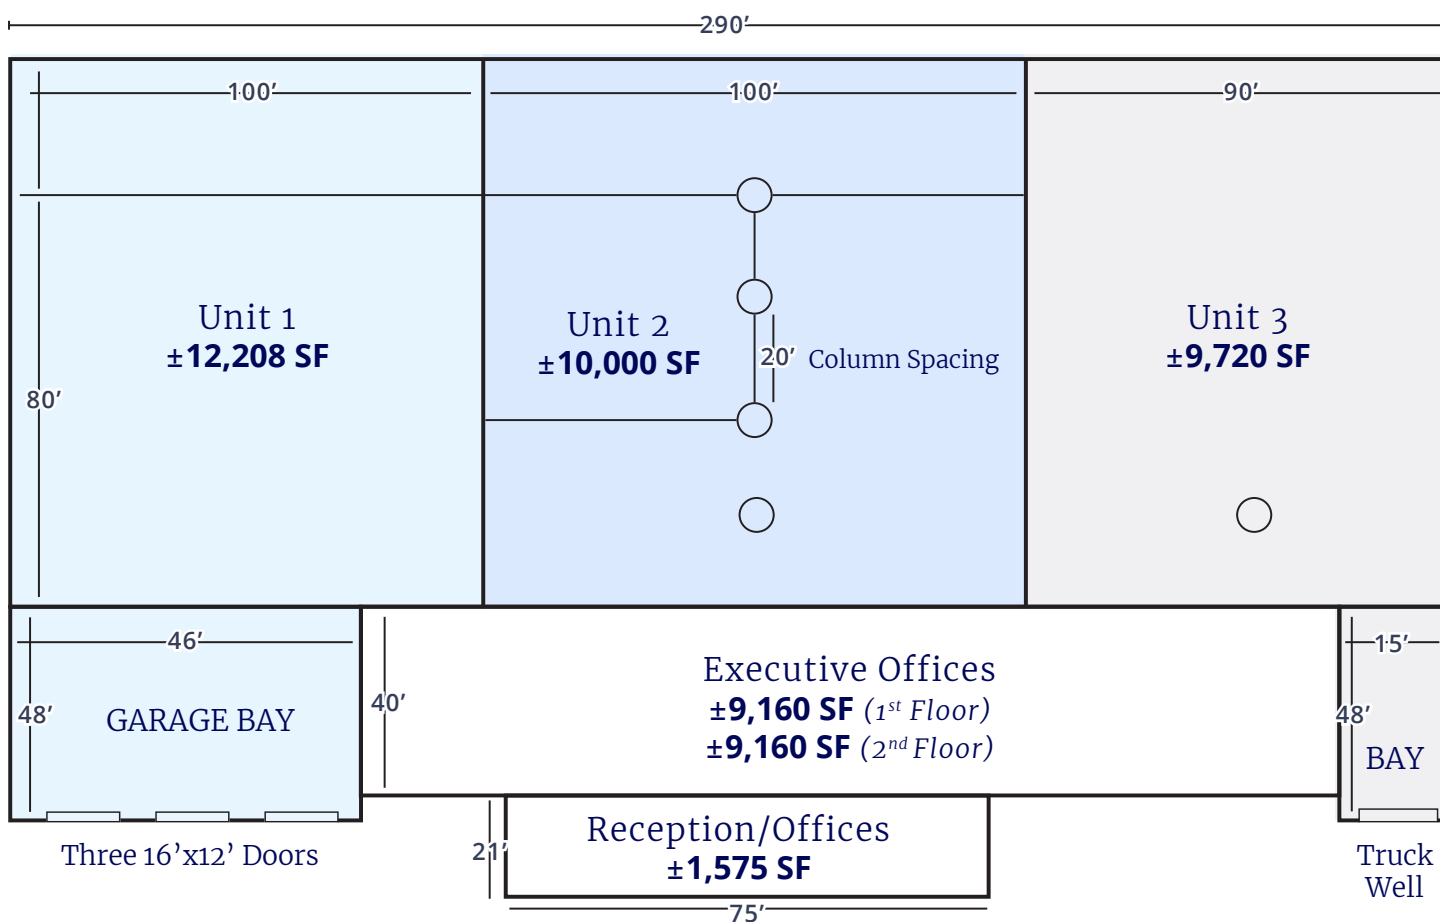 290’
100’
100’
90’
Unit 1
±12,208 SF
Unit 2
±10,000 SF
20’ Column Spacing
Unit 3
±9,720 SF
80’
46’
48’
GARAGE BAY
40’
Executive Offices
±9,160 SF (1st Floor)
±9,160 SF (2nd Floor)
15’
48’
BAY
Three 16’x12’ Doors
21’
Reception/Offices
±1,575 SF
75’
Truck
Well